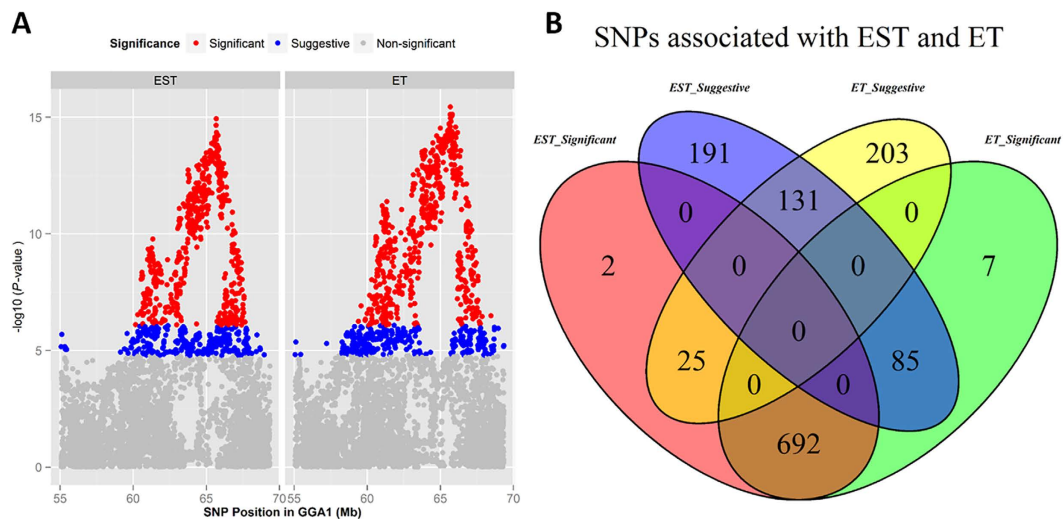 A
Significance Significant Suggestive Non-significant
EST ET
15
10
5
0
-log10 (P-value )
55 60 65 70 55 60 65 70
SNP Position in GGA1 (Mb)
B SNPs associated with EST and ET
EST_Suggestive ET_Suggestive
EST_Significant ET_Significant
191 203
131
0 0
2 0 0 7
0
25 85
0 0
692